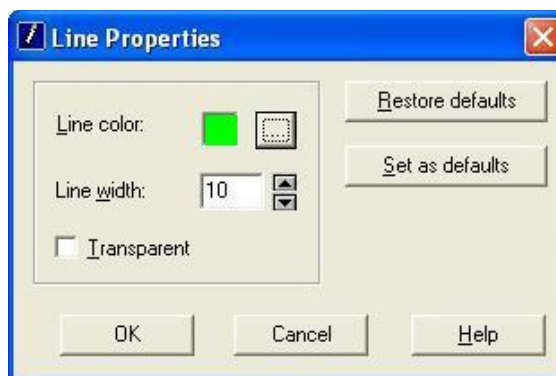 Line Properties
Line color:
...
Restore defaults
Line width:
10
Set as defaults
Transparent
OK
Cancel
Help